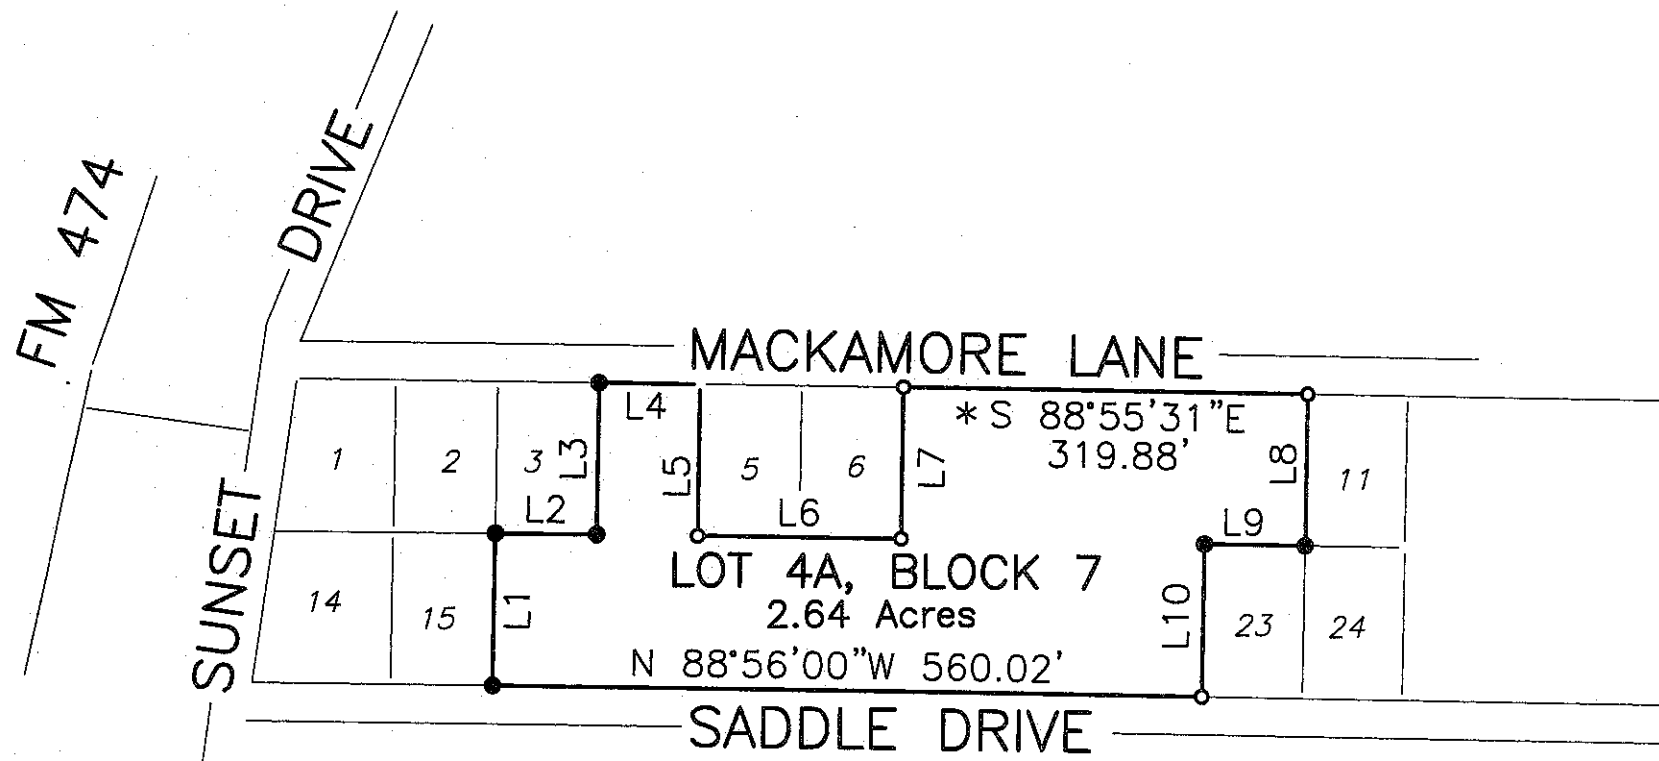 FM 474
SUNSET DRIVE
MACKAMORE LANE
* S 88°55'31"E
319.88'
L4
1
2
3
L3
L5
5
6
L7
L8
11
L2
L6
L9
LOT 4A, BLOCK 7
2.64 Acres
14
15
L1
L10
23
24
N 88°56'00"W 560.02'
SADDLE DRIVE